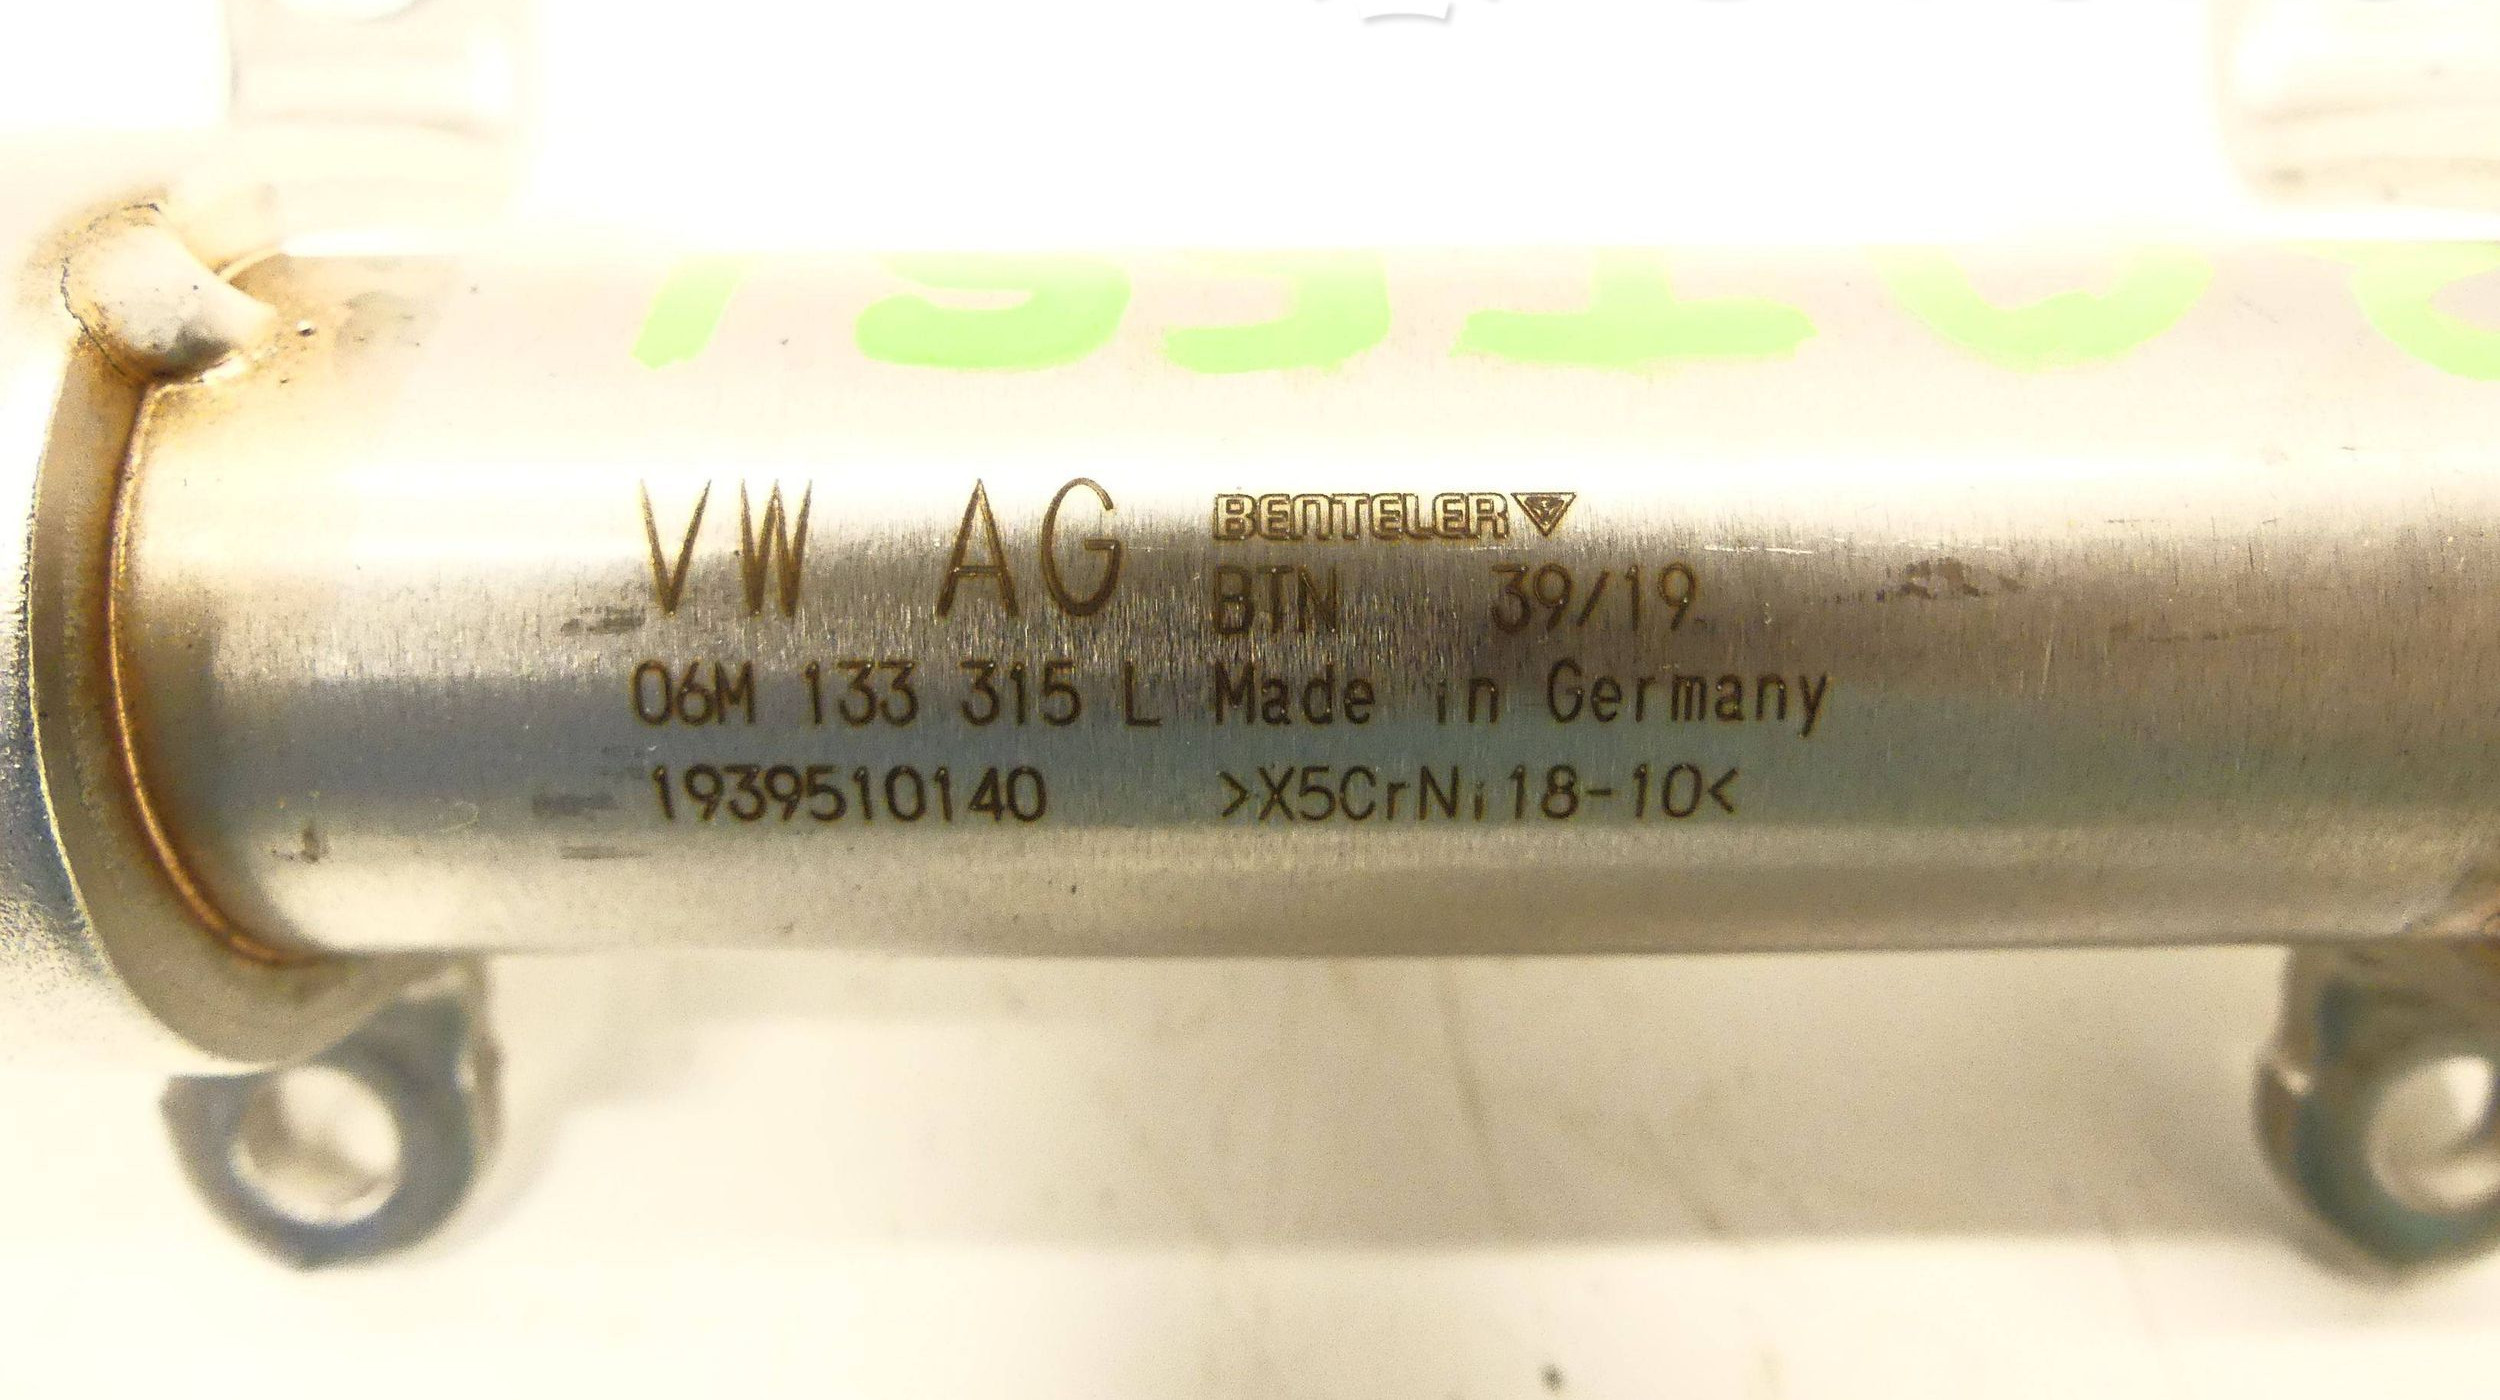 VW AG BENTELER
BTN 39/19
06M 133 315 L Made in Germany
1939510140 >X5CrNi18-10<